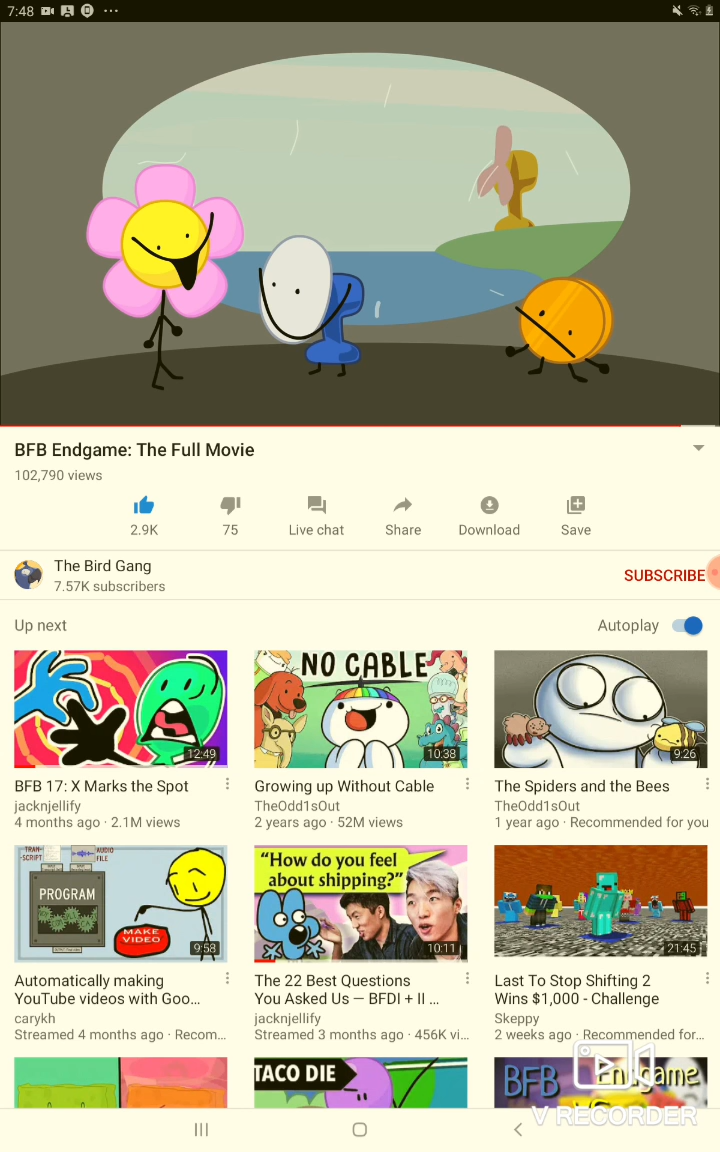 7:48
BFB Endgame: The Full Movie
102,790 views
2.9K
75
Live chat
Share
Download
Save
The Bird Gang
7.57K subscribers
SUBSCRIBE
Up next
Autoplay
12:49
NO CABLE
10:38
9:26
BFB 17: X Marks the Spot
jacknjellify
4 months ago · 2.1M views
Growing up Without Cable
TheOdd1sOut
2 years ago · 52M views
The Spiders and the Bees
TheOdd1sOut
1 year ago · Recommended for you
TRAN-
SCRIPT
AUDIO
FILE
PROGRAM
MAKE
VIDEO
9:58
"How do you feel
about shipping?"
10:11
21:45
Automatically making
YouTube videos with Goo...
carykh
Streamed 4 months ago · Recom...
The 22 Best Questions
You Asked Us — BFDI + II ...
jacknjellify
Streamed 3 months ago · 456K vi...
Last To Stop Shifting 2
Wins $1,000 - Challenge
Skeppy
2 weeks ago · Recommended for...
TACO DIE
BFB Endgame
V RECORDER